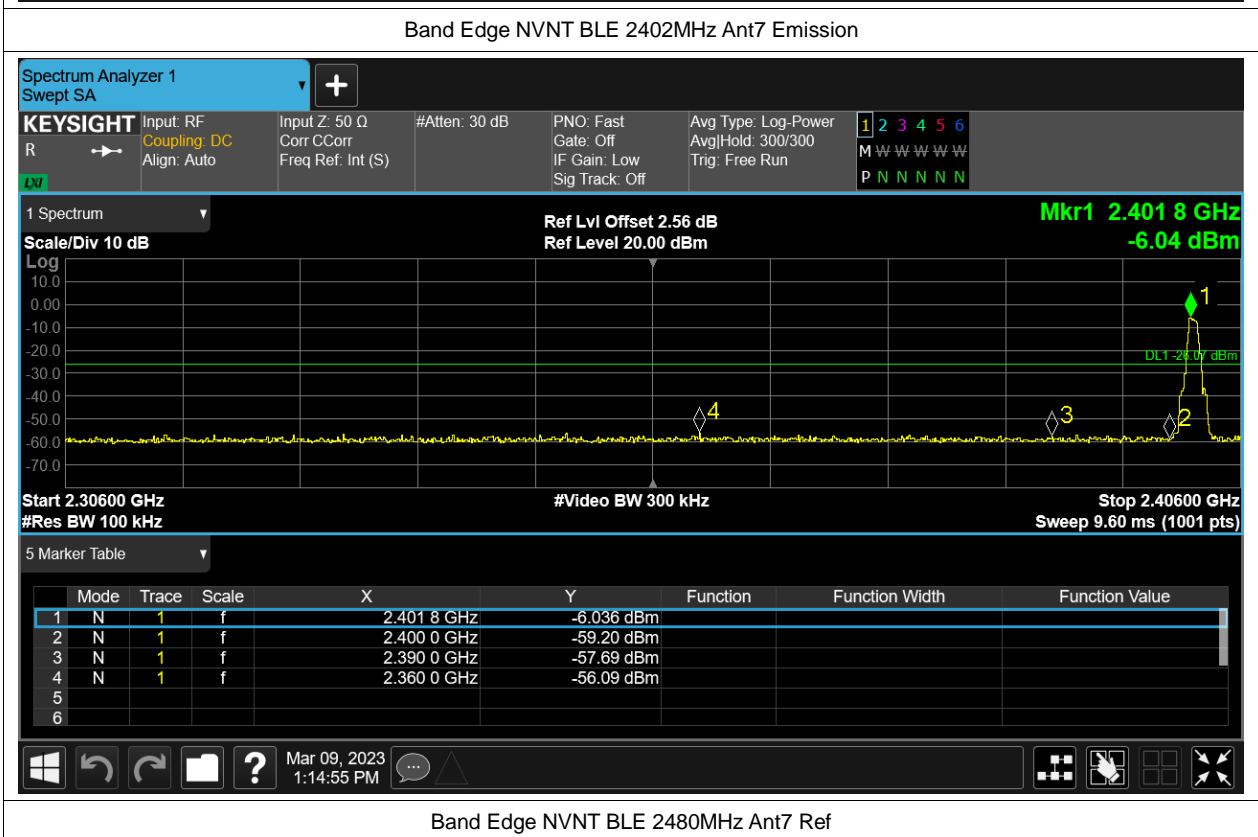 Band Edge NVNT BLE 2402MHz Ant7 Emission
Spectrum Analyzer 1
Swept SA
+
KEYSIGHT Input: RF Input Z: 50 Ω #Atten: 30 dB PNO: Fast Avg Type: Log-Power 1 2 3 4 5 6
R Coupling: DC Corr CCorr Gate: Off Avg|Hold: 300/300 M W W W W W
Align: Auto Freq Ref: Int (S) IF Gain: Low Trig: Free Run
LXI Sig Track: Off P N N N N N
1 Spectrum Ref Lvl Offset 2.56 dB Mkr1 2.401 8 GHz
Scale/Div 10 dB Ref Level 20.00 dBm -6.04 dBm
Log
10.0
0.00 1
-10.0
-20.0 DL1 -26.07 dBm
-30.0
-40.0
-50.0 4 3 2
-60.0
-70.0
Start 2.30600 GHz #Video BW 300 kHz Stop 2.40600 GHz
#Res BW 100 kHz Sweep 9.60 ms (1001 pts)
5 Marker Table
Mode Trace Scale X Y Function Function Width Function Value
1 N 1 f 2.401 8 GHz -6.036 dBm
2 N 1 f 2.400 0 GHz -59.20 dBm
3 N 1 f 2.390 0 GHz -57.69 dBm
4 N 1 f 2.360 0 GHz -56.09 dBm
5
6
? Mar 09, 2023
1:14:55 PM
Band Edge NVNT BLE 2480MHz Ant7 Ref